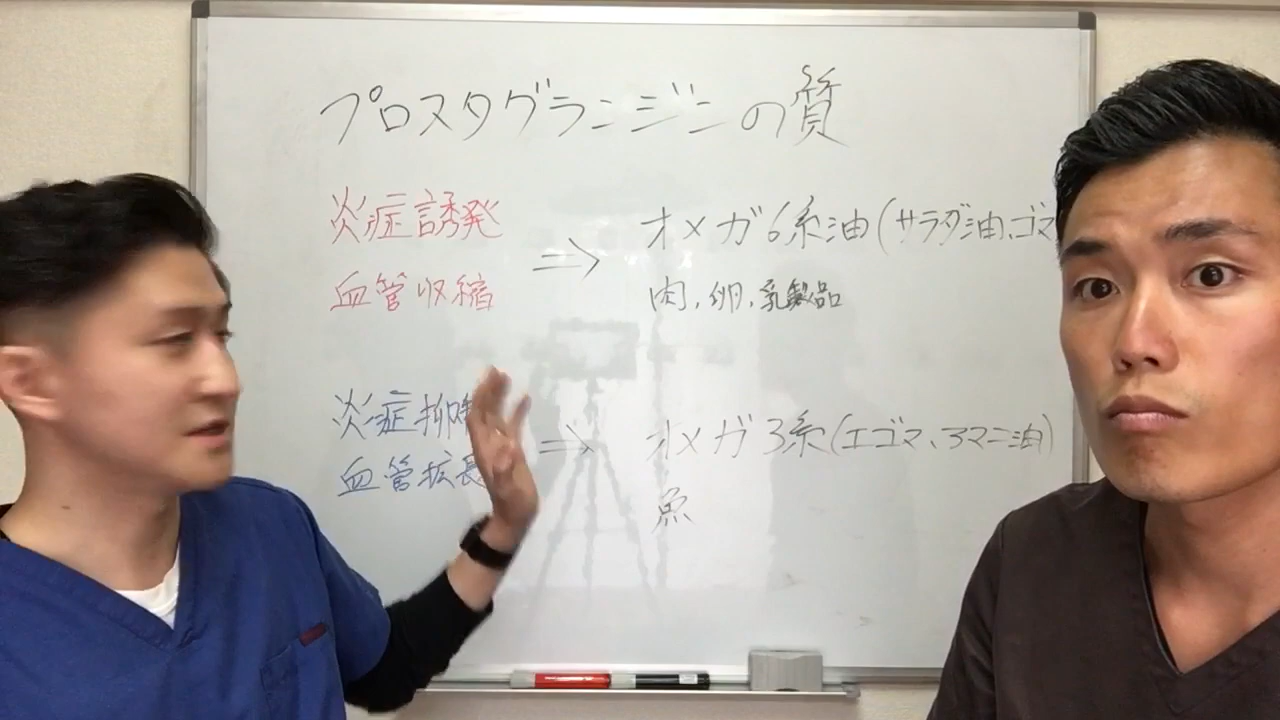 プロスタグランジンの質
炎症誘発
血管収縮
⇒ オメガ6系油(サラダ油、ゴマ
肉、卵、乳製品
炎症抑
血管拡張
⇒ オメガ3系(エゴマ、アマニ油)
魚